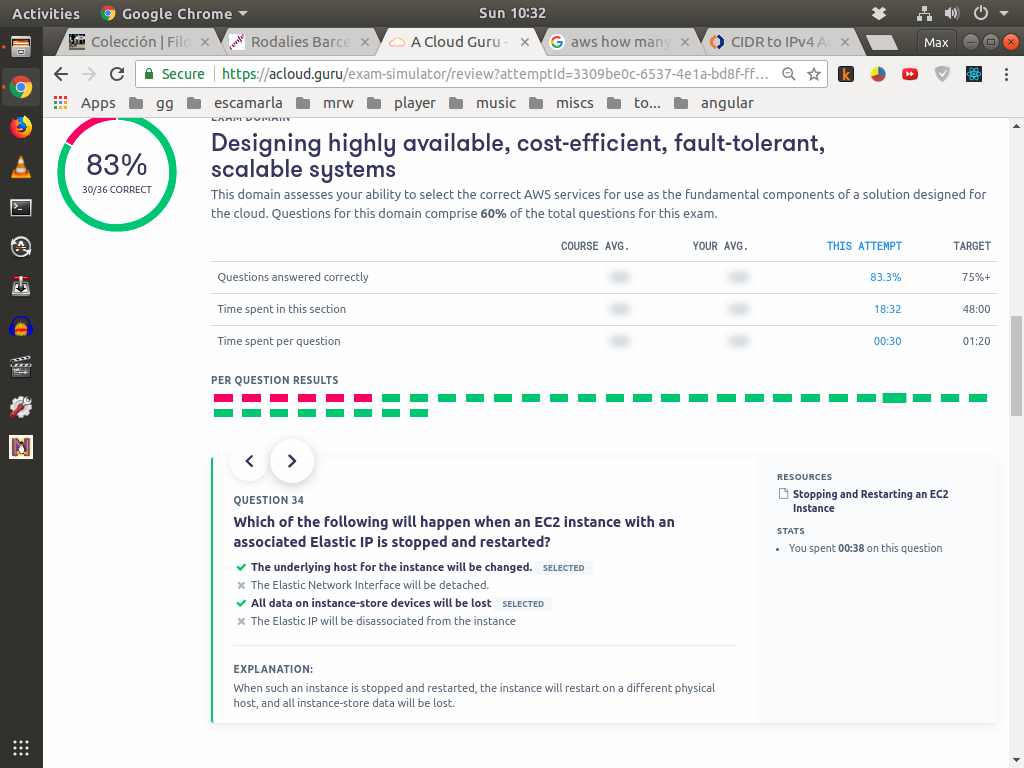 Activities
Google Chrome
Sun 10:32
Colección | Filo
Rodalies Barce
A Cloud Guru -
aws how many
CIDR to IPv4 A
Max
Secure
https://acloud.guru/exam-simulator/review?attemptId=3309be0c-6537-4e1a-bd8f-ff...
Apps
gg
escamarla
mrw
player
music
miscs
to...
angular
EXAM DOMAIN
83%
30/36 CORRECT
Designing highly available, cost-efficient, fault-tolerant,
scalable systems
This domain assesses your ability to select the correct AWS services for use as the fundamental components of a solution designed for
the cloud. Questions for this domain comprise 60% of the total questions for this exam.
COURSE AVG. YOUR AVG. THIS ATTEMPT TARGET
Questions answered correctly 83.3% 75%+
Time spent in this section 18:32 48:00
Time spent per question 00:30 01:20
PER QUESTION RESULTS
QUESTION 34
Which of the following will happen when an EC2 instance with an
associated Elastic IP is stopped and restarted?
The underlying host for the instance will be changed. SELECTED
The Elastic Network Interface will be detached.
All data on instance-store devices will be lost SELECTED
The Elastic IP will be disassociated from the instance
EXPLANATION:
When such an instance is stopped and restarted, the instance will restart on a different physical
host, and all instance-store data will be lost.
RESOURCES
Stopping and Restarting an EC2
Instance
STATS
You spent 00:38 on this question